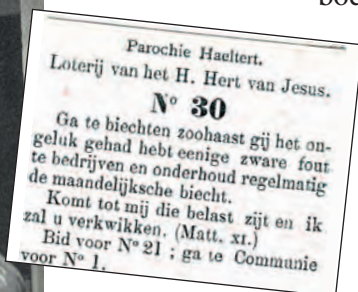 Parochie Haeltert.
Loterij van het H. Hert van Jesus.
N° 30
Ga te biechten zoohaast gij het on-
geluk gehad hebt eenige zware fout
te bedrijven en onderhoud regelmatig
de maandelijksche biecht.
Komt tot mij die belast zijt en ik
zal u verkwikken. (Matt. XI.)
Bid voor N° 21 ; ga te Communie
voor N° 1.